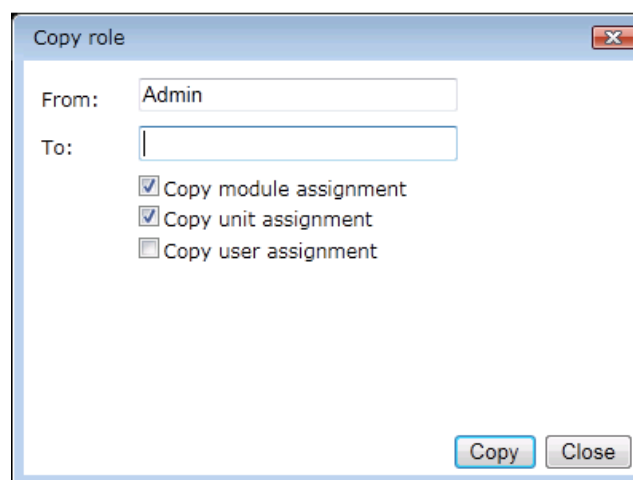 Copy role
From: Admin
To:
Copy module assignment
Copy unit assignment
Copy user assignment
Copy Close